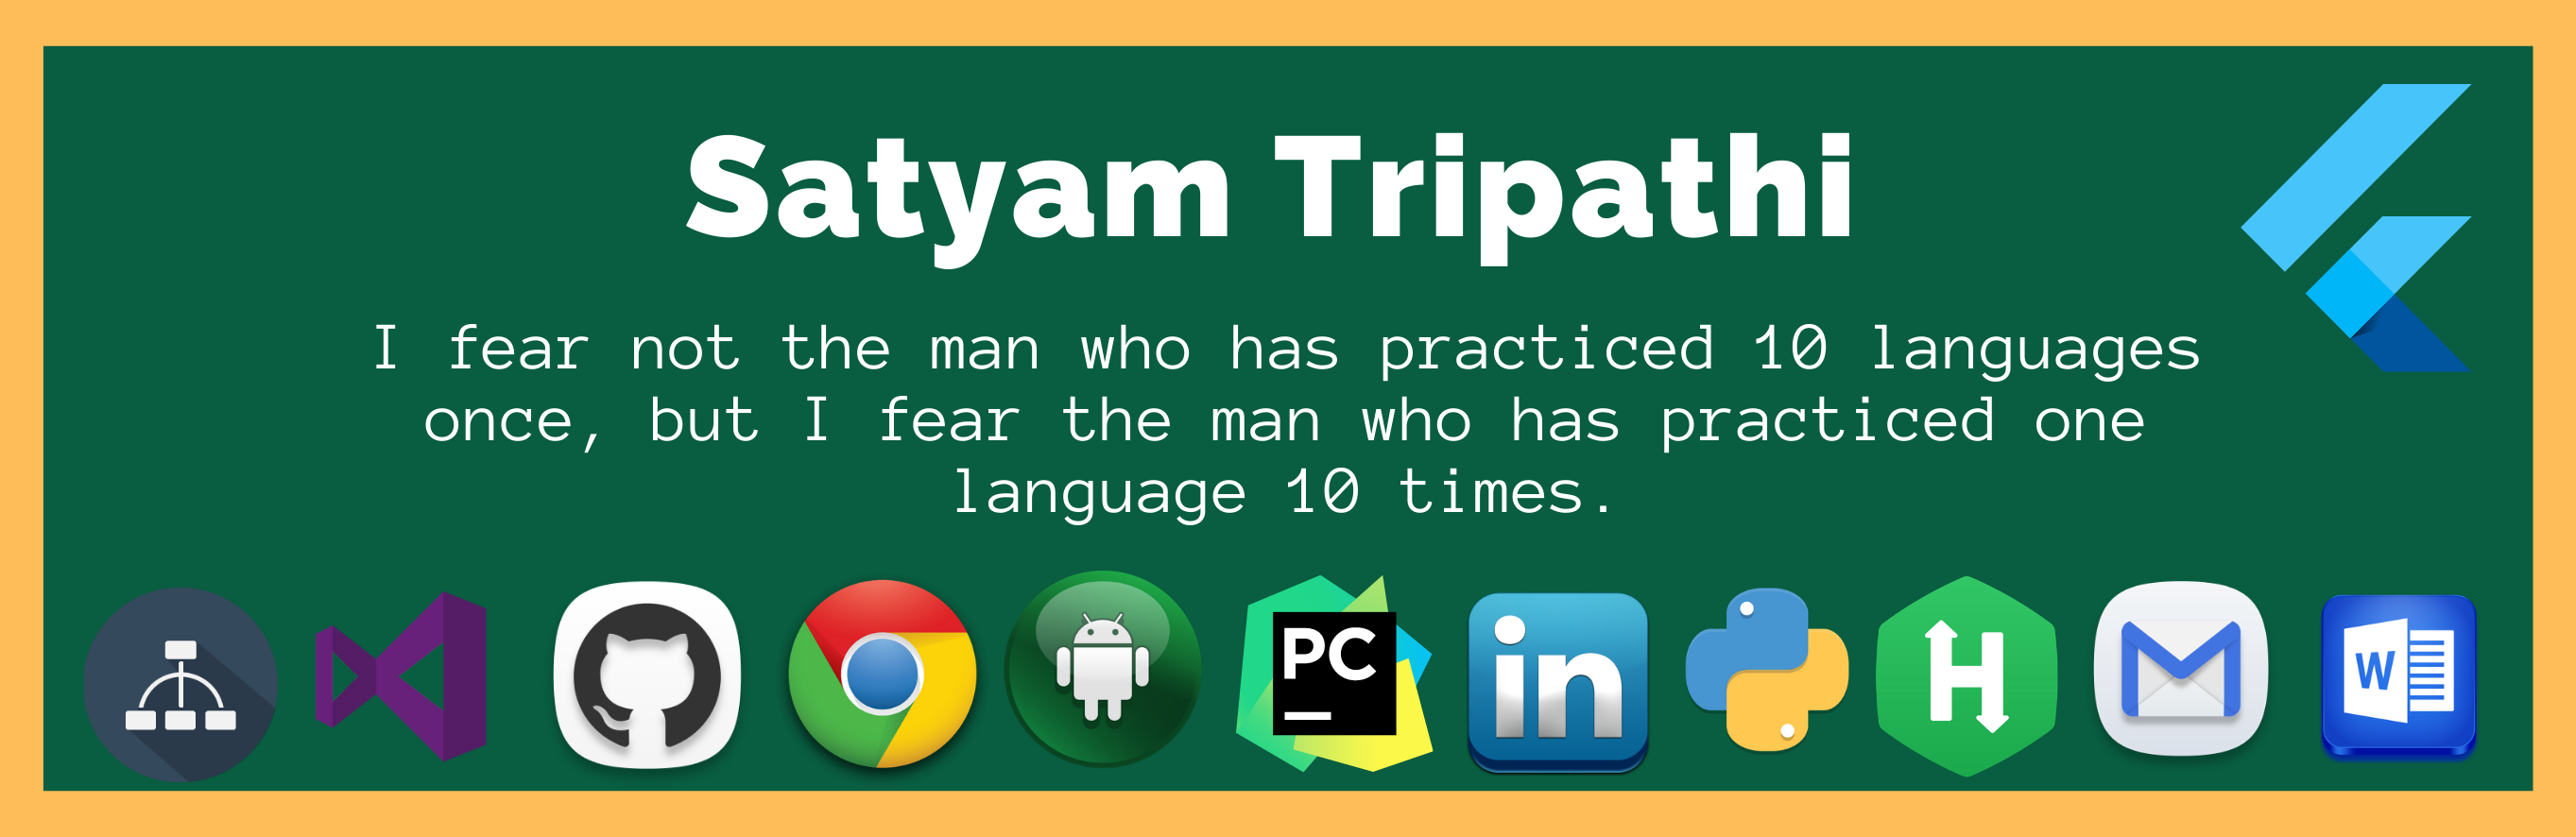 Satyam Tripathi
I fear not the man who has practiced 10 languages
once, but I fear the man who has practiced one
language 10 times.
PC
in
H
M
W